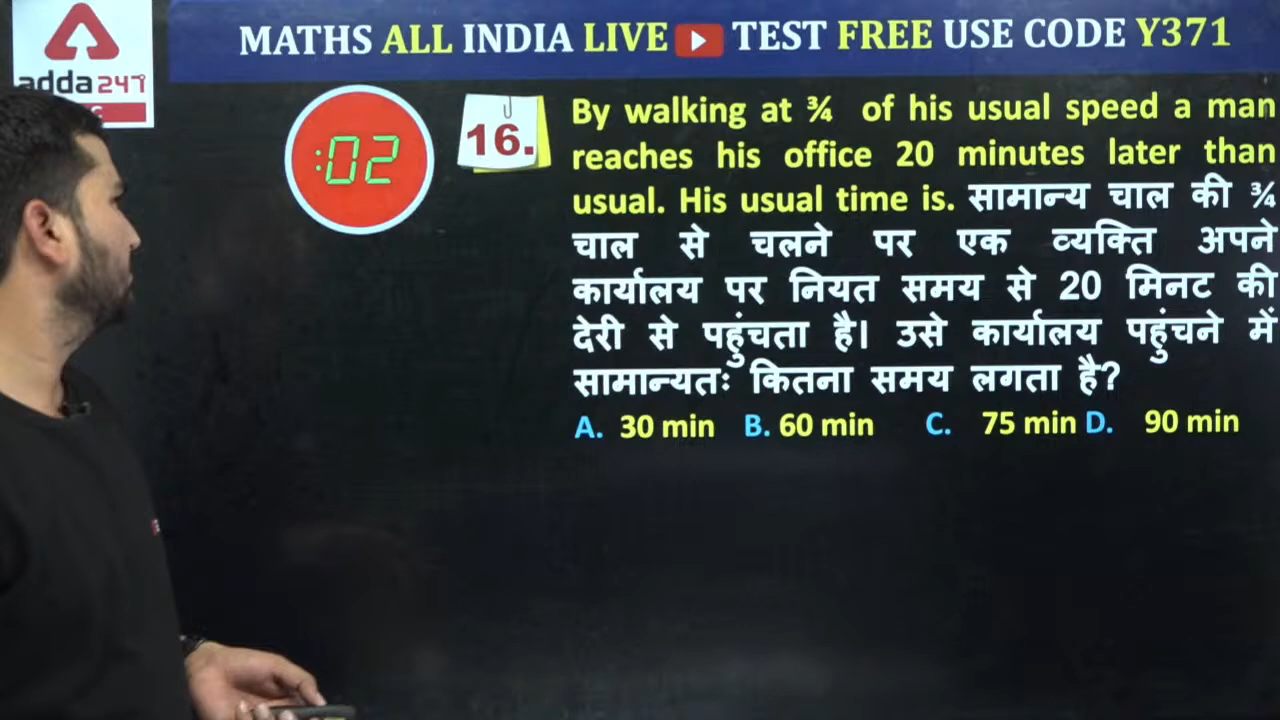 MATHS ALL INDIA LIVE TEST FREE USE CODE Y371
adda247
:02
16.
By walking at ¾ of his usual speed a man
reaches his office 20 minutes later than
usual. His usual time is. सामान्य चाल की ¾
चाल से चलने पर एक व्यक्ति अपने
कार्यालय पर नियत समय से 20 मिनट की
देरी से पहुंचता है। उसे कार्यालय पहुंचने में
सामान्यतः कितना समय लगता है?
A. 30 min B. 60 min C. 75 min D. 90 min